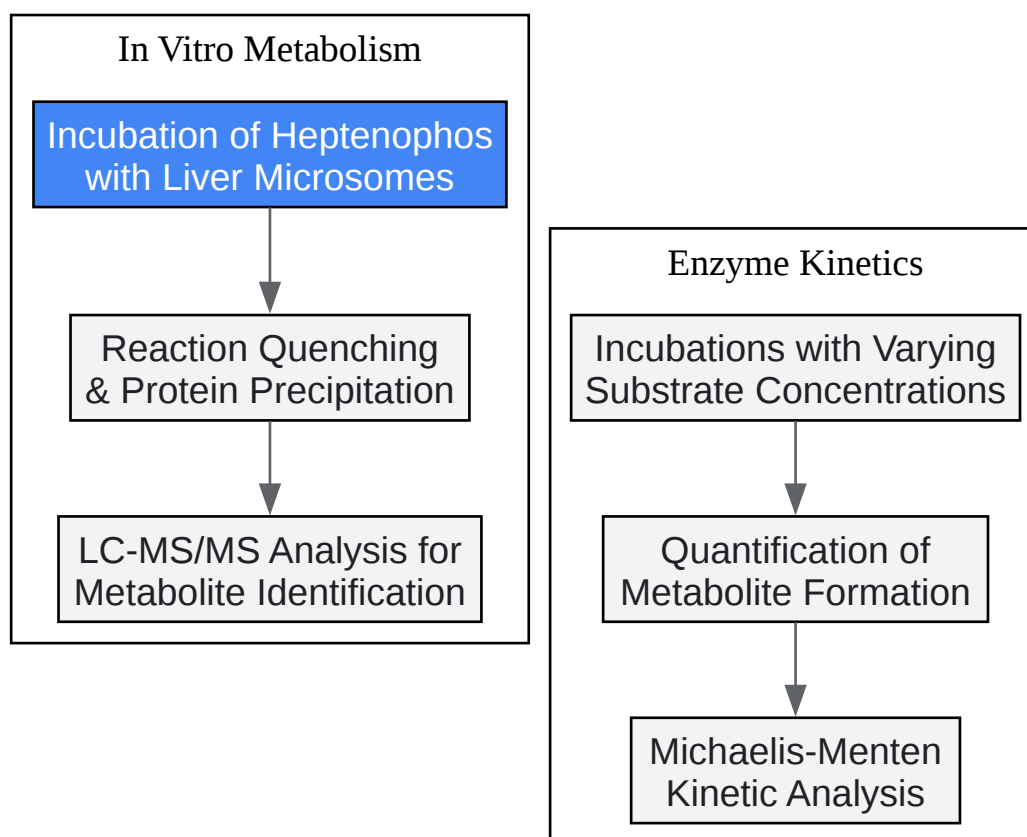 In Vitro Metabolism
Incubation of Heptenophos
with Liver Microsomes
Reaction Quenching
& Protein Precipitation
LC-MS/MS Analysis for
Metabolite Identification
Enzyme Kinetics
Incubations with Varying
Substrate Concentrations
Quantification of
Metabolite Formation
Michaelis-Menten
Kinetic Analysis